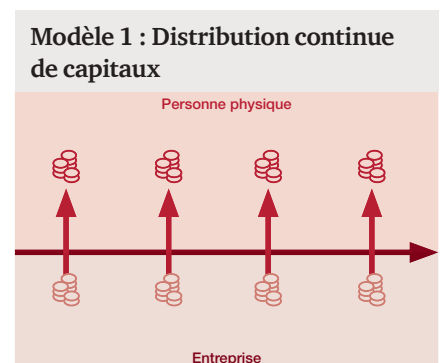 Modèle 1 : Distribution continue
de capitaux
Personne physique
Entreprise